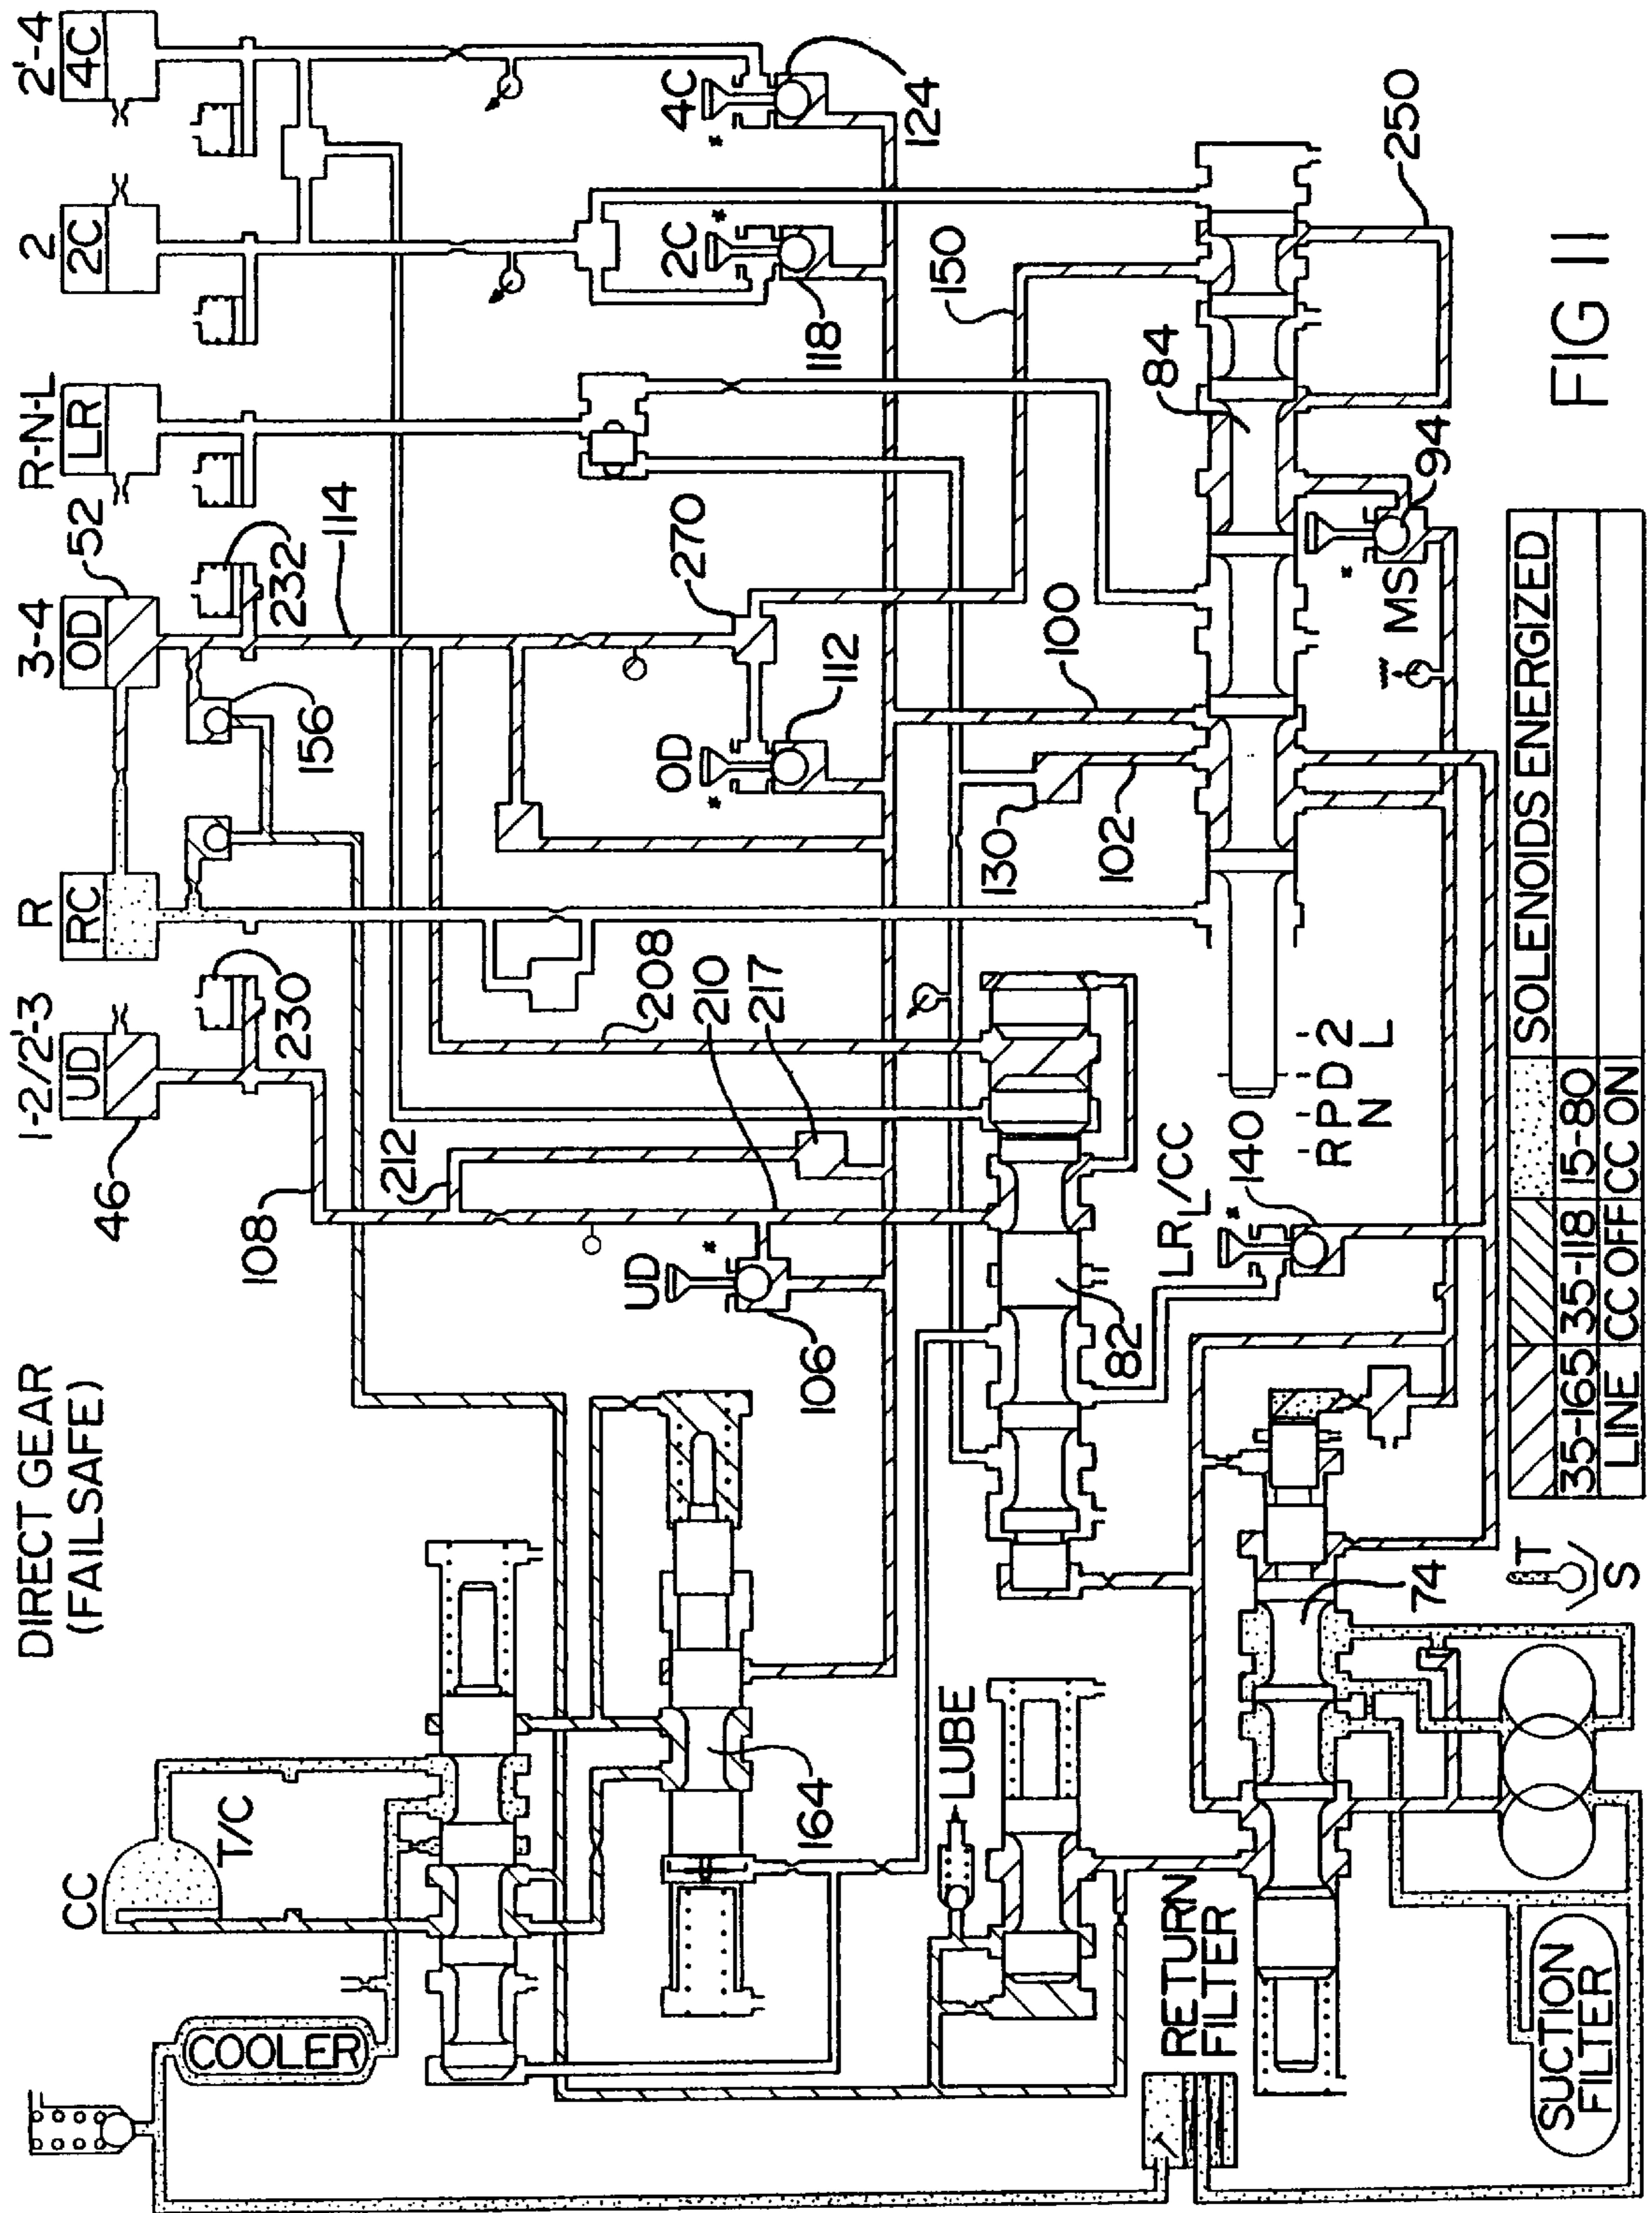 DIRECT GEAR
(FAILSAFE)
1-2/2'-3
R
3-4
R-N-L
2
2'-4
UD
RC
OD
LR
2C
4C
46
230
156
52
232
108
212
114
208
210
217
270
UD
106
OD
112
2C
118
4C
124
CC
T/C
COOLER
164
LUBE
82
LR/CC
L
140
130
102
100
150
84
R P D 2
N L
MS
94
250
RETURN
FILTER
74
SUCTION
FILTER
T
S
35-165
35-118
15-80
SOLENOIDS ENERGIZED
LINE
CC OFF
CC ON
FIG 11